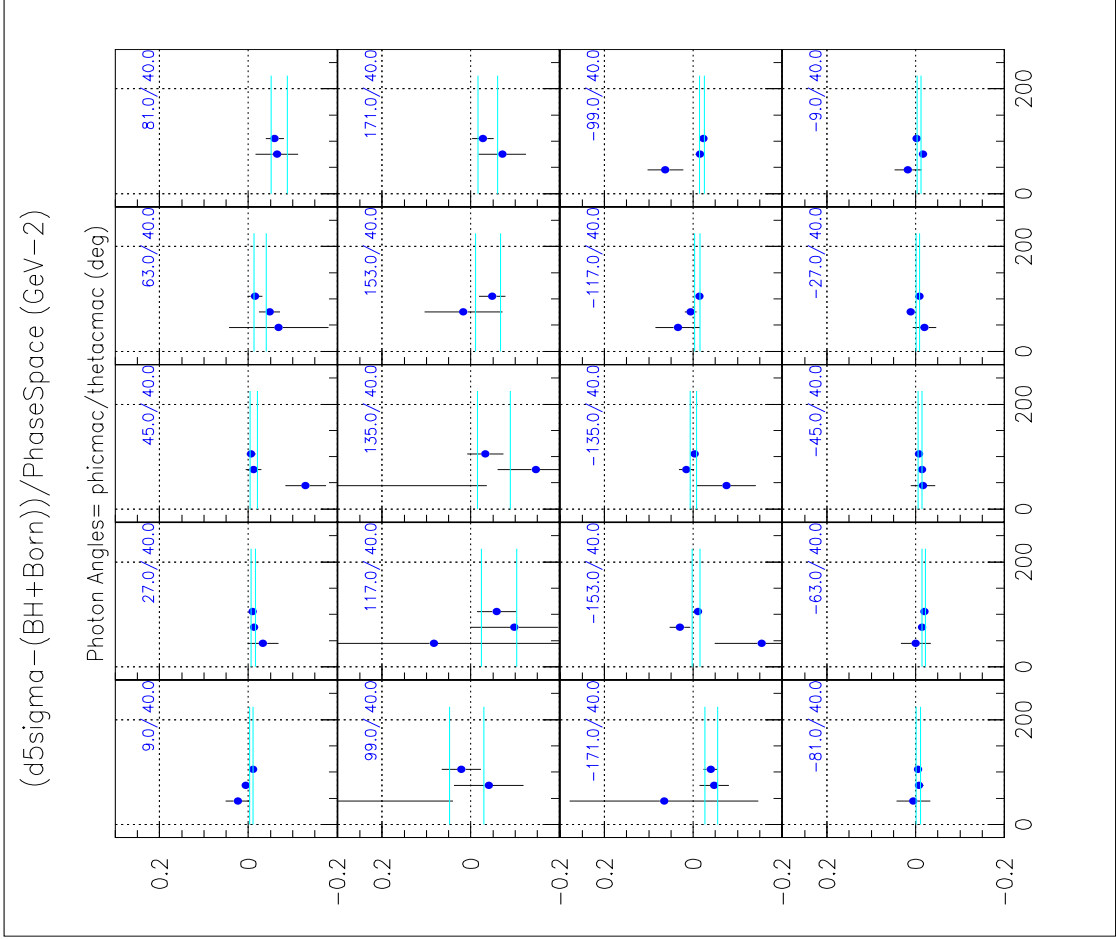 (d5sigma-(BH+Born))/PhaseSpace (GeV-2)
Photon Angles= phicmac/thetacmac (deg)
9.0/ 40.0 27.0/ 40.0 45.0/ 40.0 63.0/ 40.0 81.0/ 40.0
0.2
0
-0.2
99.0/ 40.0 117.0/ 40.0 135.0/ 40.0 153.0/ 40.0 171.0/ 40.0
0.2
0
-0.2
-171.0/ 40.0 -153.0/ 40.0 -135.0/ 40.0 -117.0/ 40.0 -99.0/ 40.0
0.2
0
-0.2
-81.0/ 40.0 -63.0/ 40.0 -45.0/ 40.0 -27.0/ 40.0 -9.0/ 40.0
0.2
0
-0.2
0 200 0 200 0 200 0 200 0 200